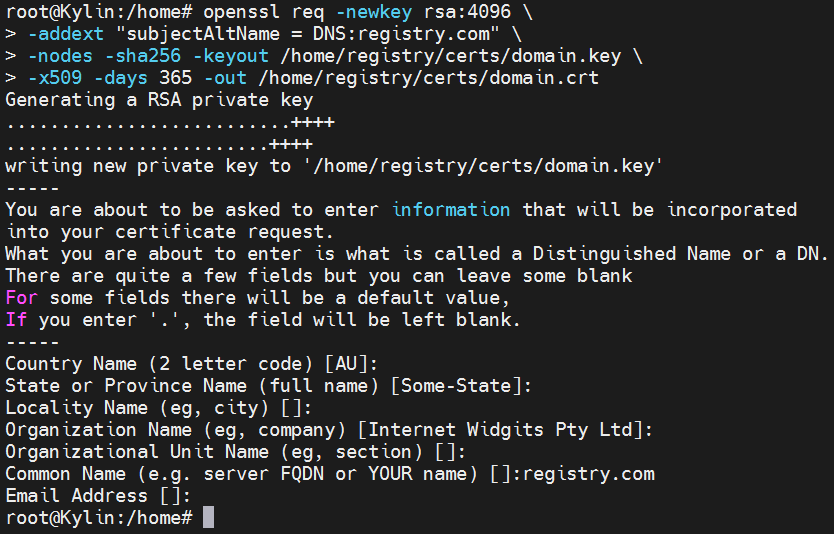 root@Kylin:/home# openssl req -newkey rsa:4096 \
> -addext "subjectAltName = DNS:registry.com" \
> -nodes -sha256 -keyout /home/registry/certs/domain.key \
> -x509 -days 365 -out /home/registry/certs/domain.crt
Generating a RSA private key
..........................++++
........................++++
writing new private key to '/home/registry/certs/domain.key'
-----
You are about to be asked to enter information that will be incorporated
into your certificate request.
What you are about to enter is what is called a Distinguished Name or a DN.
There are quite a few fields but you can leave some blank
For some fields there will be a default value,
If you enter '.', the field will be left blank.
-----
Country Name (2 letter code) [AU]:
State or Province Name (full name) [Some-State]:
Locality Name (eg, city) []:
Organization Name (eg, company) [Internet Widgits Pty Ltd]:
Organizational Unit Name (eg, section) []:
Common Name (e.g. server FQDN or YOUR name) []:registry.com
Email Address []:
root@Kylin:/home#